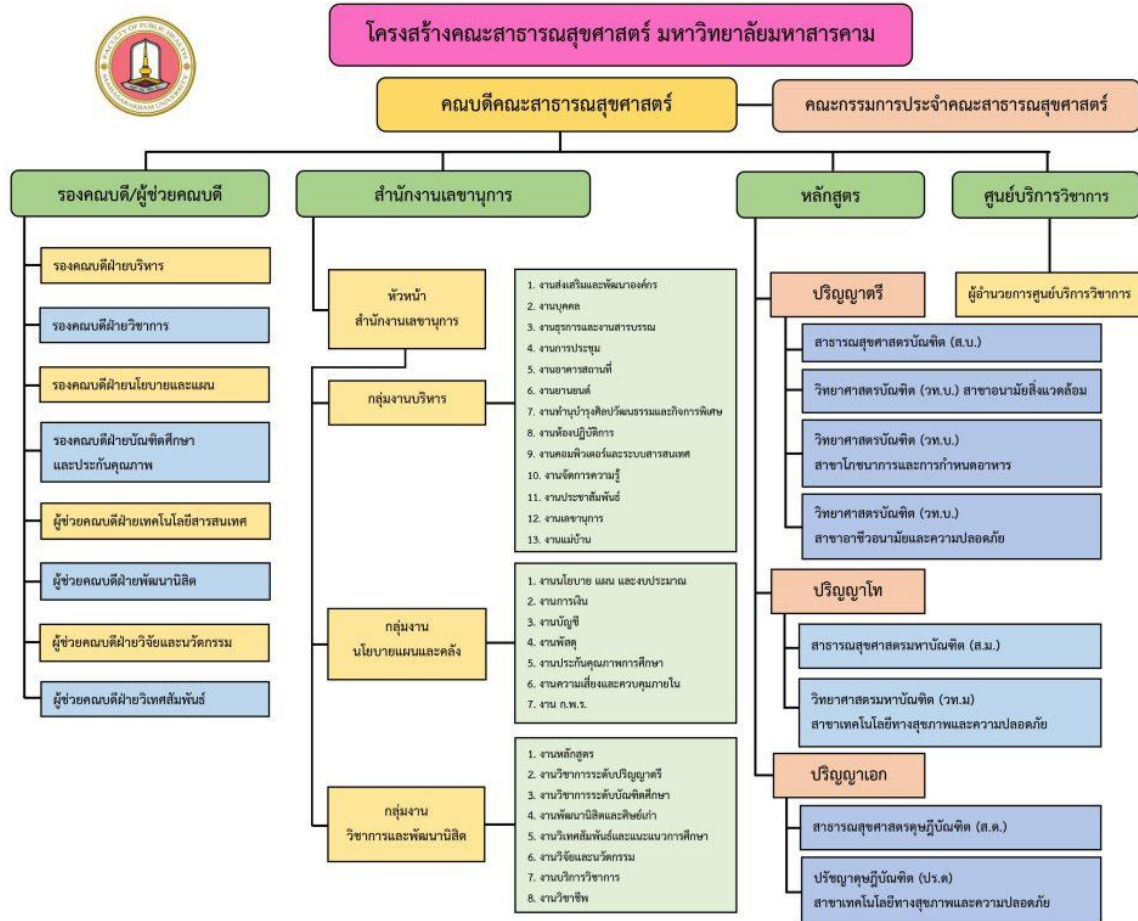 FACULTY OF PUBLIC HEALTH
MAHASARAKHAM UNIVERSITY
โครงสร้างคณะสาธารณสุขศาสตร์ มหาวิทยาลัยมหาสารคาม
คณบดีคณะสาธารณสุขศาสตร์
คณะกรรมการประจำคณะสาธารณสุขศาสตร์
รองคณบดี/ผู้ช่วยคณบดี
รองคณบดีฝ่ายบริหาร
รองคณบดีฝ่ายวิชาการ
รองคณบดีฝ่ายนโยบายและแผน
รองคณบดีฝ่ายบัณฑิตศึกษา
และประกันคุณภาพ
ผู้ช่วยคณบดีฝ่ายเทคโนโลยีสารสนเทศ
ผู้ช่วยคณบดีฝ่ายพัฒนานิสิต
ผู้ช่วยคณบดีฝ่ายวิจัยและนวัตกรรม
ผู้ช่วยคณบดีฝ่ายวิเทศสัมพันธ์
สำนักงานเลขานุการ
หัวหน้า
สำนักงานเลขานุการ
กลุ่มงานบริหาร
1. งานส่งเสริมและพัฒนาองค์กร
2. งานบุคคล
3. งานธุรการและงานสารบรรณ
4. งานการประชุม
5. งานอาคารสถานที่
6. งานยานยนต์
7. งานทำนุบำรุงศิลปวัฒนธรรมและกิจการพิเศษ
8. งานห้องปฏิบัติการ
9. งานคอมพิวเตอร์และระบบสารสนเทศ
10. งานจัดการความรู้
11. งานประชาสัมพันธ์
12. งานเลขานุการ
13. งานแม่บ้าน
กลุ่มงาน
นโยบายแผนและคลัง
1. งานนโยบาย แผน และงบประมาณ
2. งานการเงิน
3. งานบัญชี
4. งานพัสดุ
5. งานประกันคุณภาพการศึกษา
6. งานความเสี่ยงและควบคุมภายใน
7. งาน ก.พ.ร.
กลุ่มงาน
วิชาการและพัฒนานิสิต
1. งานหลักสูตร
2. งานวิชาการระดับปริญญาตรี
3. งานวิชาการระดับบัณฑิตศึกษา
4. งานพัฒนานิสิตและศิษย์เก่า
5. งานวิเทศสัมพันธ์และแนะแนวการศึกษา
6. งานวิจัยและนวัตกรรม
7. งานบริการวิชาการ
8. งานวิชาชีพ
หลักสูตร
ปริญญาตรี
สาธารณสุขศาสตรบัณฑิต (ส.บ.)
วิทยาศาสตรบัณฑิต (วท.บ.) สาขาอนามัยสิ่งแวดล้อม
วิทยาศาสตรบัณฑิต (วท.บ.)
สาขาโภชนาการและการกำหนดอาหาร
วิทยาศาสตรบัณฑิต (วท.บ.)
สาขาอาชีวอนามัยและความปลอดภัย
ปริญญาโท
สาธารณสุขศาสตรมหาบัณฑิต (ส.ม.)
วิทยาศาสตรมหาบัณฑิต (วท.ม)
สาขาเทคโนโลยีทางสุขภาพและความปลอดภัย
ปริญญาเอก
สาธารณสุขศาสตรดุษฎีบัณฑิต (ส.ด.)
ปรัชญาดุษฎีบัณฑิต (ปร.ด)
สาขาเทคโนโลยีทางสุขภาพและความปลอดภัย
ศูนย์บริการวิชาการ
ผู้อำนวยการศูนย์บริการวิชาการ